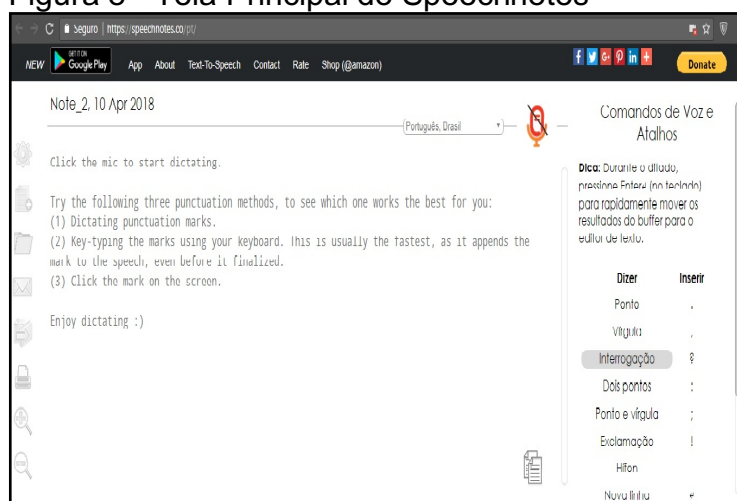 Figura 3 - Tela Principal do Speechnotes
Seguro | https://speechnotes.co/pt/
NEW GET IT ON Google Play App About Text-To-Speech Contact Rate Shop (@amazon) Donate
Note_2, 10 Apr 2018
Português, Brasil
Click the mic to start dictating.
Try the following three punctuation methods, to see which one works the best for you:
(1) Dictating punctuation marks.
(2) Key-typing the marks using your keyboard. This is usually the fastest, as it appends the
mark to the speech, even before it finalized.
(3) Click the mark on the screen.
Enjoy dictating :)
Comandos de Voz e
Atalhos
Dica: Durante o ditado,
pressione Enter (no teclado)
para rapidamente mover os
resultados do buffer para o
editor de texto.
Dizer Inserir
Ponto .
Vírgula ,
Interrogação ?
Dois pontos :
Ponto e vírgula ;
Exclamação !
Hífen
Nova linha